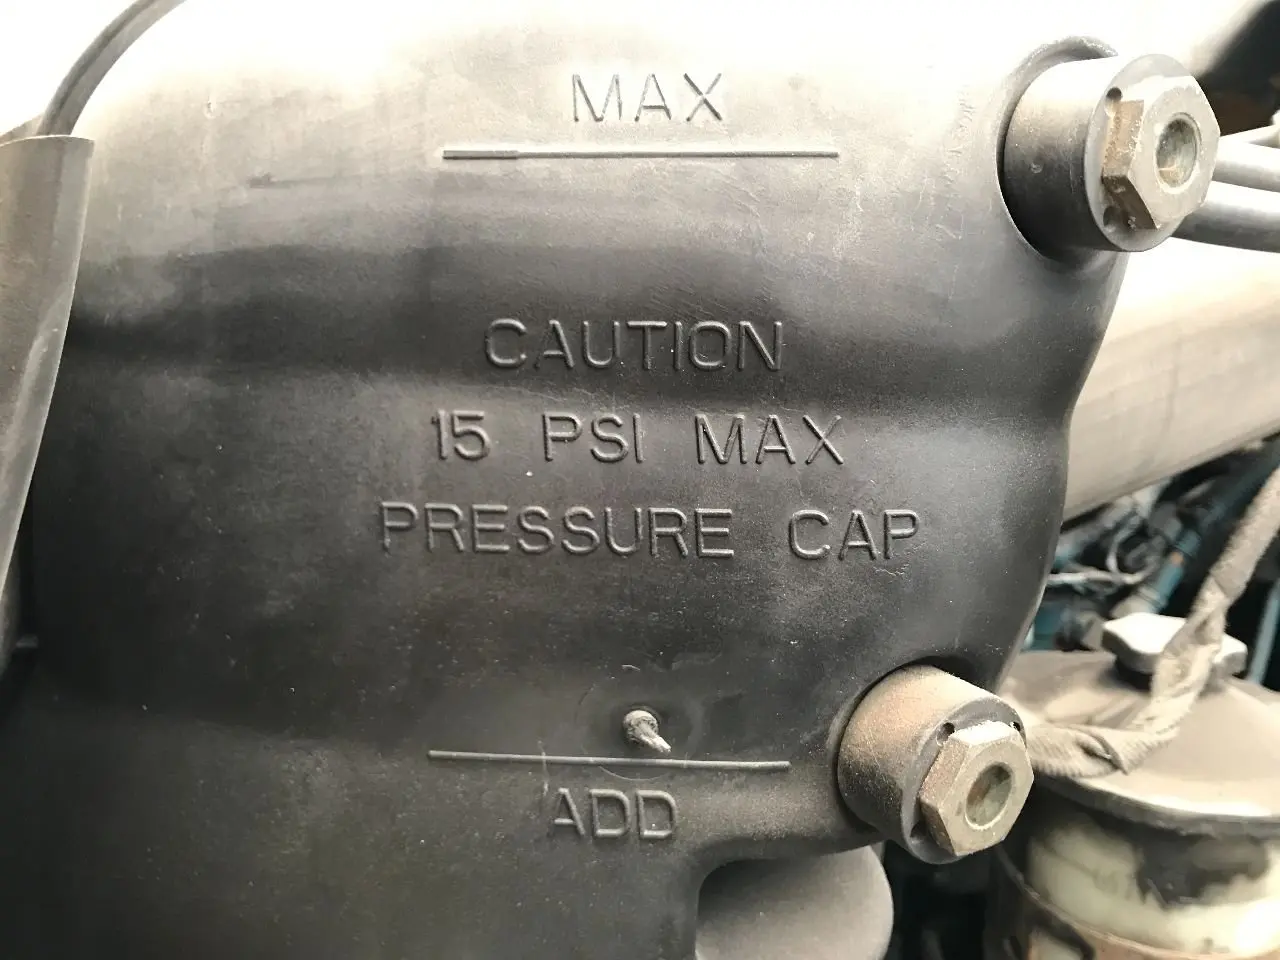 MAX
CAUTION
15 PSI MAX
PRESSURE CAP
ADD